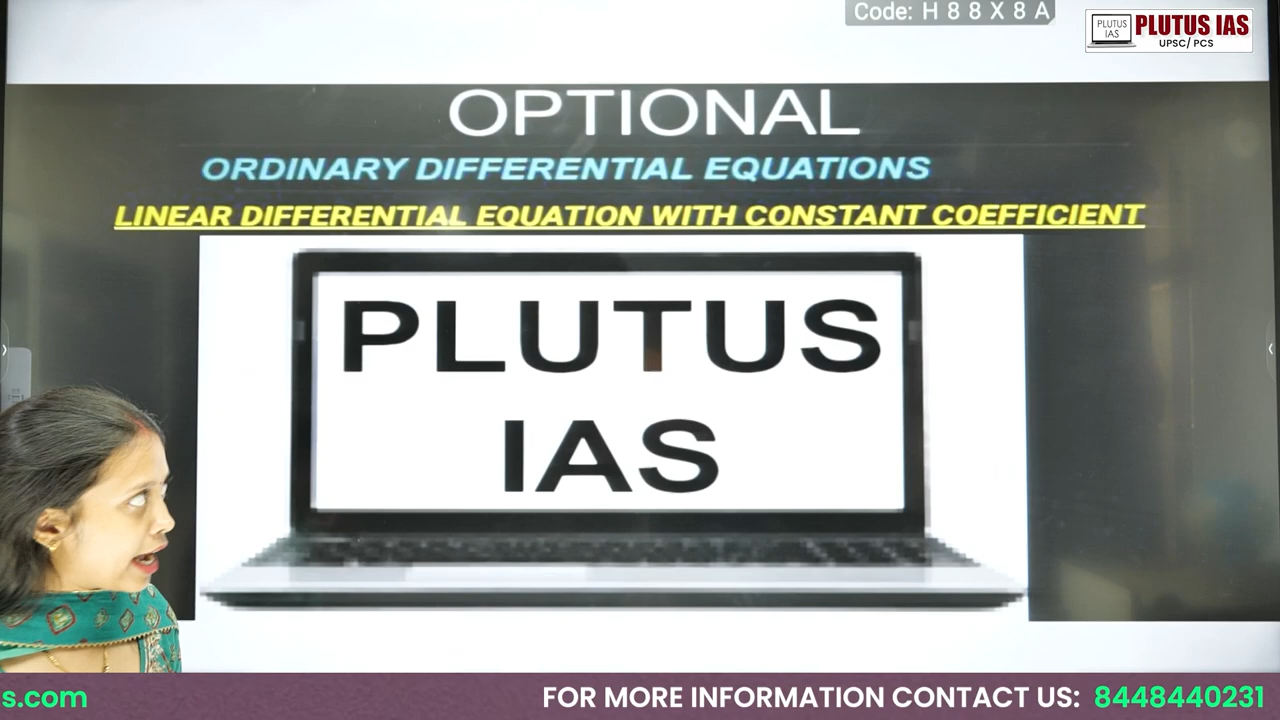 Code: H 8 8 X 8 A
PLUTUS
IAS
PLUTUS IAS
UPSC/ PCS
OPTIONAL
ORDINARY DIFFERENTIAL EQUATIONS
LINEAR DIFFERENTIAL EQUATION WITH CONSTANT COEFFICIENT
PLUTUS
IAS
s.com
FOR MORE INFORMATION CONTACT US: 8448440231